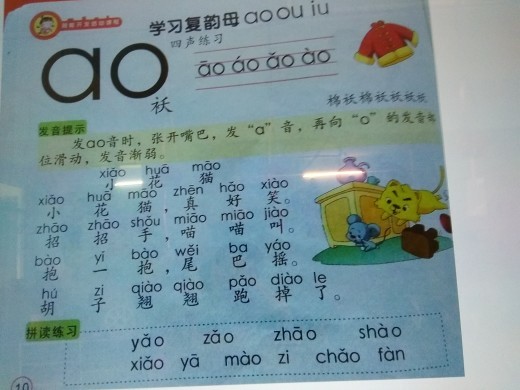 学习复韵母 ao ou iu
四声练习
ao
āo áo ǎo ào
袄
棉袄棉袄袄袄袄
发音提示
发ao音时，张开嘴巴，发“a”音，再向“o”的发音部
位滑动，发音渐弱。
xiǎo huā māo
小 花 猫
xiǎo huā māo zhēn hǎo xiào
小 花 猫，真 好 笑。
zhāo zhāo shǒu miāo miāo jiào
招 招 手，喵 喵 叫。
bào yi bào wěi ba yáo
抱 一 抱，尾 巴 摇。
hú zi qiào qiào pǎo diào le
胡 子 翘 翘 跑 掉 了。
拼读练习
yǎo zǎo zhāo shào
xiǎo yā mào zi chǎo fàn
10